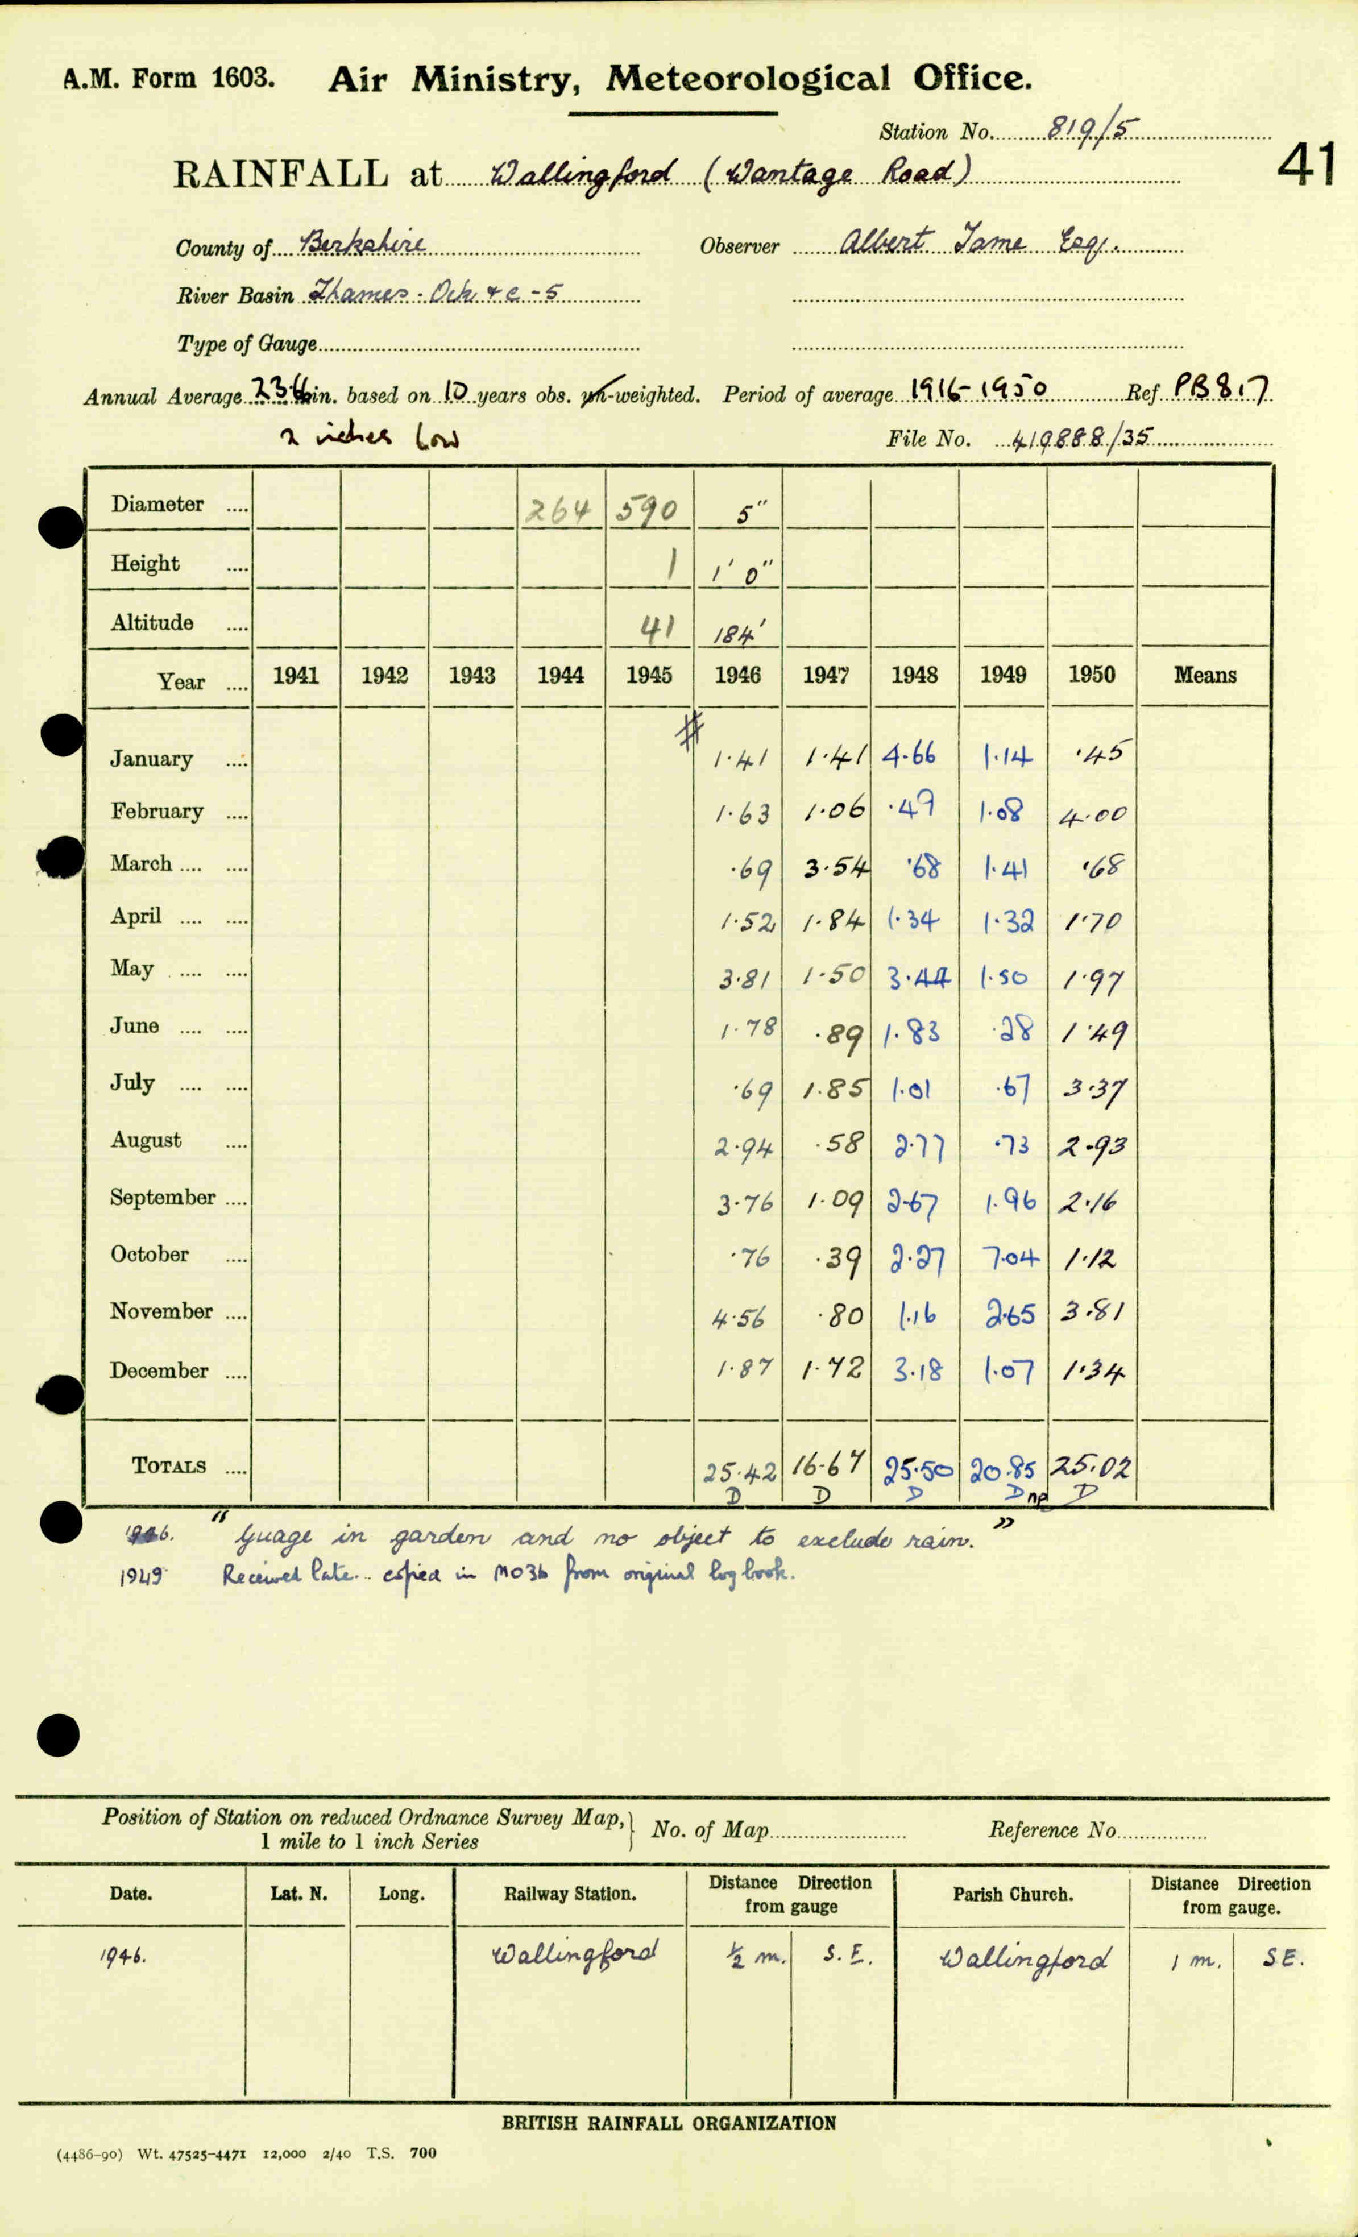 A.M. Form 1603. Air Ministry, Meteorological Office.
Station No. 819/5
41
RAINFALL at Wallingford (Wantage Road)
County of Berkshire Observer Albert Tame Esq.
River Basin Thames - Ock &c - 5
Type of Gauge
Annual Average in. based on 10 years obs. un-weighted. Period of average 1916-1950 Ref PB 8.17
2 inches low File No. 419888/35
Diameter .... 264 590 5"
Height .... 1 1' 0"
Altitude .... 41 184'
Year .... 1941 1942 1943 1944 1945 1946 1947 1948 1949 1950 Means
#
January .... 1.41 1.41 4.66 1.14 .45
February .... 1.63 1.06 .49 1.08 4.00
March .... .... .69 3.54 .68 1.41 .68
April .... .... 1.52 1.84 1.34 1.32 1.70
May .... .... 3.81 1.50 3.44 1.50 1.97
June .... .... 1.78 .89 1.83 .28 1.49
July .... .... .69 1.85 1.01 .67 3.37
August .... 2.94 .58 2.77 .73 2.93
September .... 3.76 1.09 2.67 1.96 2.16
October .... .76 .39 2.27 7.04 1.12
November .... 4.56 .80 1.16 2.65 3.81
December .... 1.87 1.72 3.18 1.07 1.34
TOTALS .... 25.42 16.67 25.50 20.85 25.02
D D D D np D
1946. "Guage in garden and no object to exclude rain."
1949 Received late.. copied in MO3b from original log book.
Position of Station on reduced Ordnance Survey Map, } No. of Map Reference No.
1 mile to 1 inch Series
Date. Lat. N. Long. Railway Station. Distance Direction from gauge Parish Church. Distance Direction from gauge.
1946. Wallingford ½ m. S.E. Wallingford 1 m. S.E.
BRITISH RAINFALL ORGANIZATION
(4486-90) Wt. 47525-4471 12,000 2/40 T.S. 700